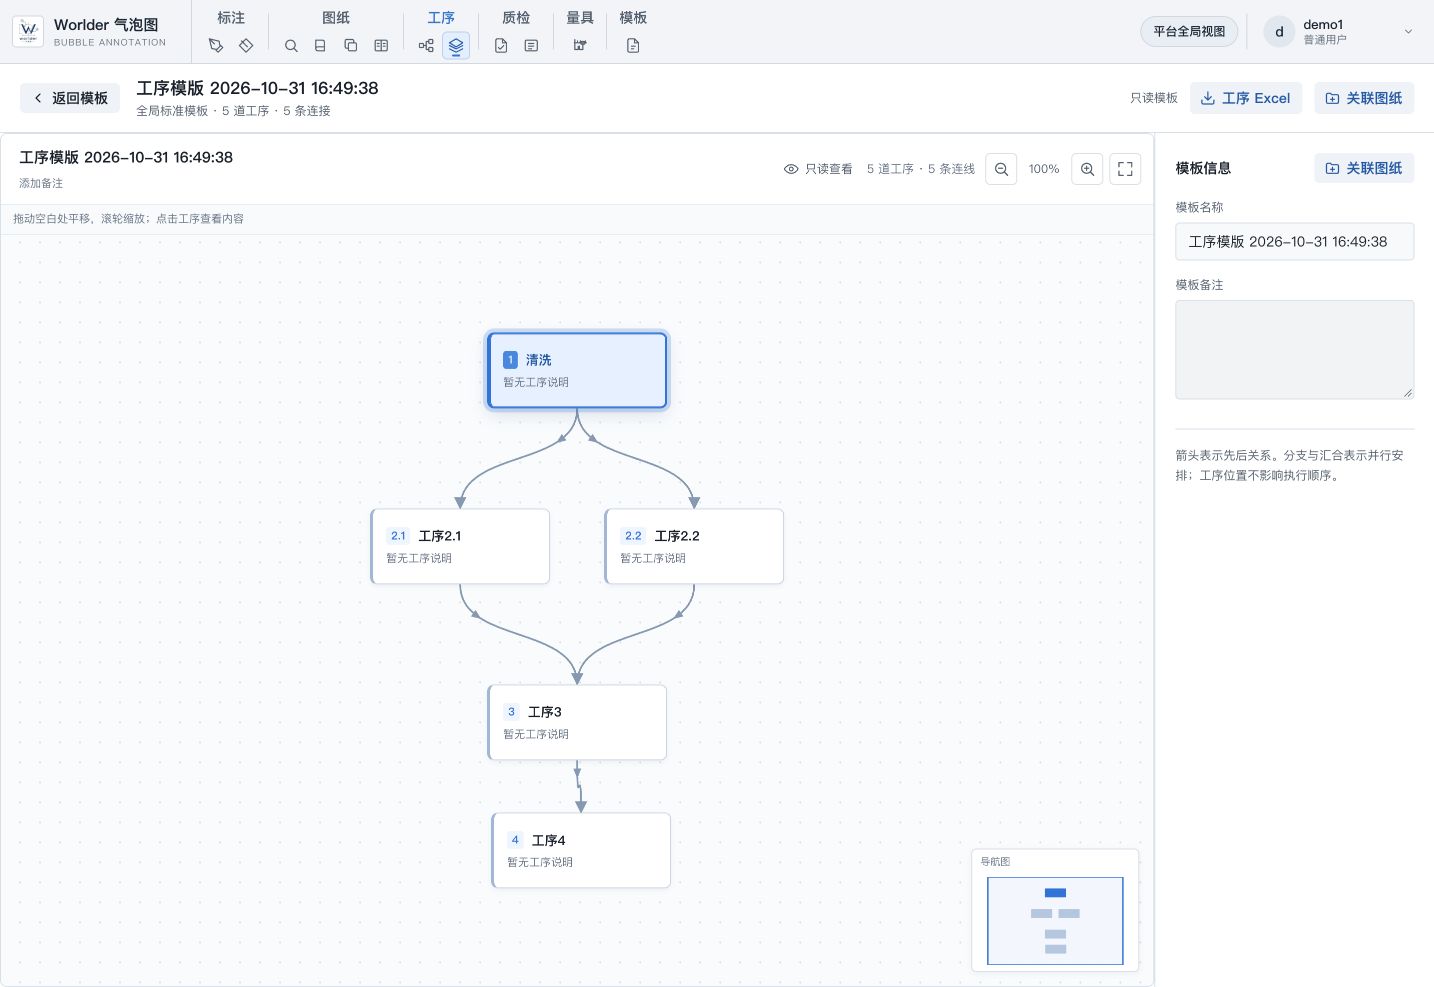 Worlder 气泡图
BUBBLE ANNOTATION
标注
图纸
工序
质检
量具
模板
平台全局视图
d
demo1
普通用户
返回模板
工序模版 2026-10-31 16:49:38
全局标准模板 · 5 道工序 · 5 条连接
只读模板
工序 Excel
关联图纸
工序模版 2026-10-31 16:49:38
添加备注
只读查看
5 道工序 · 5 条连线
100%
拖动空白处平移，滚轮缩放；点击工序查看内容
1 清洗
暂无工序说明
2.1 工序2.1
暂无工序说明
2.2 工序2.2
暂无工序说明
3 工序3
暂无工序说明
4 工序4
暂无工序说明
导航图
模板信息
关联图纸
模板名称
工序模版 2026-10-31 16:49:38
模板备注
箭头表示先后关系。分支与汇合表示并行安
排；工序位置不影响执行顺序。